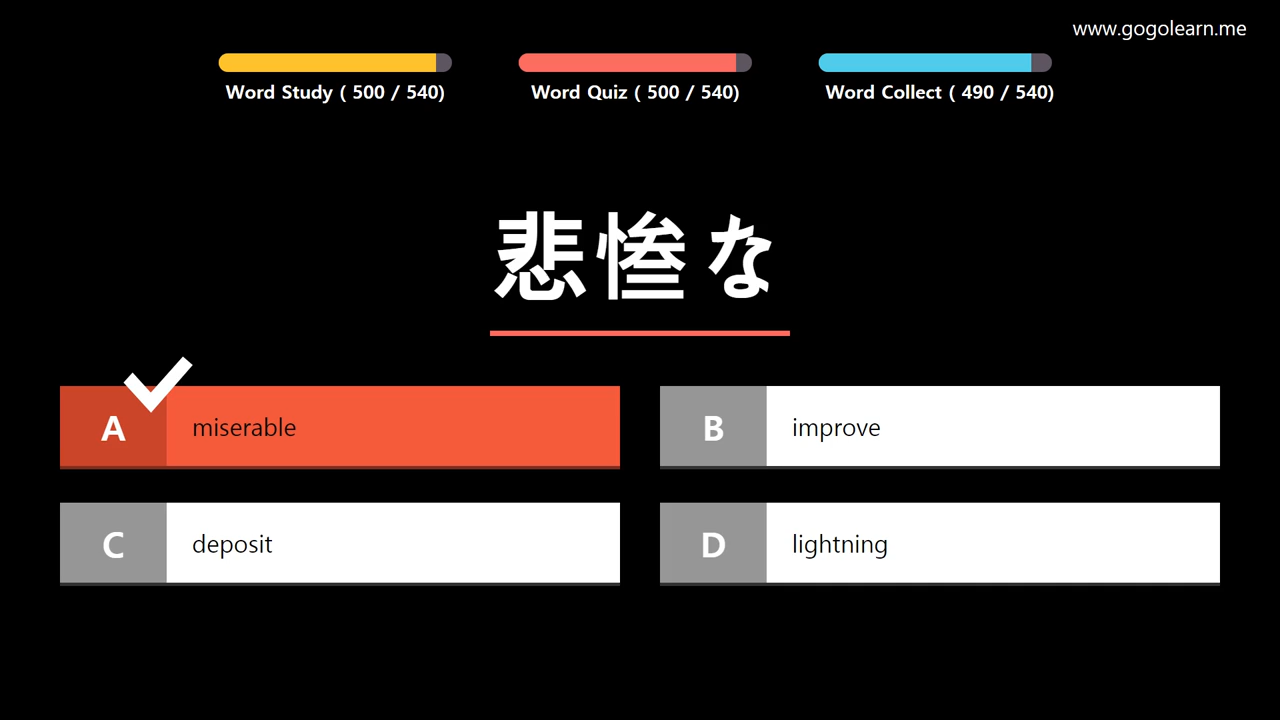 www.gogolearn.me
Word Study ( 500 / 540)
Word Quiz ( 500 / 540)
Word Collect ( 490 / 540)
悲惨な
A miserable
B improve
C deposit
D lightning